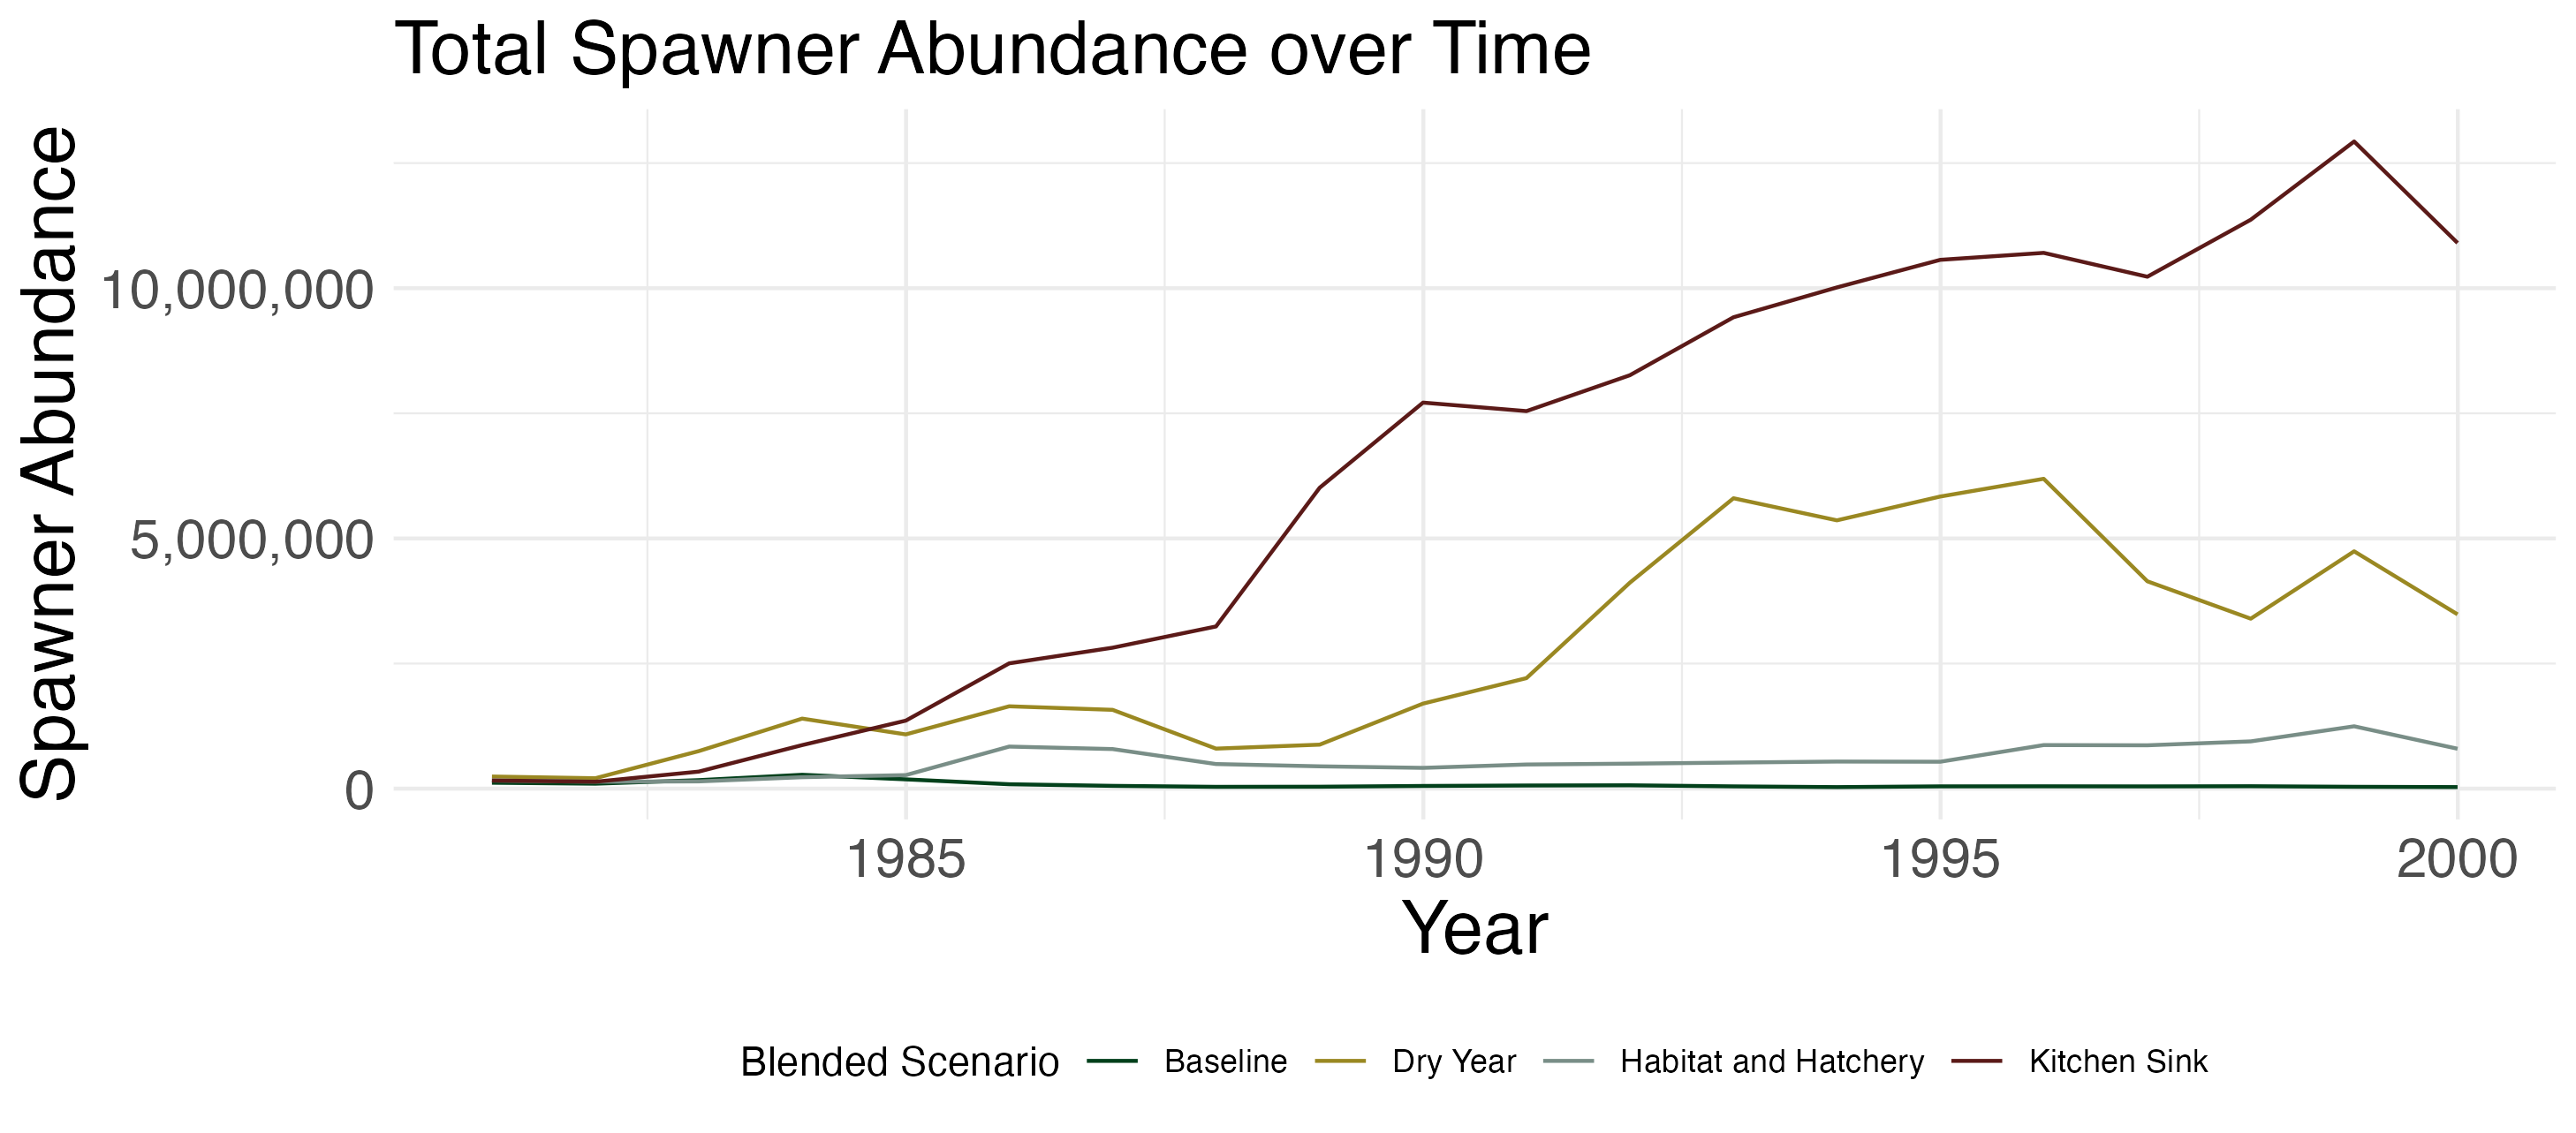 Total Spawner Abundance over Time
Spawner Abundance
10,000,000
5,000,000
0
1985
1990
1995
2000
Year
Blended Scenario
Baseline
Dry Year
Habitat and Hatchery
Kitchen Sink